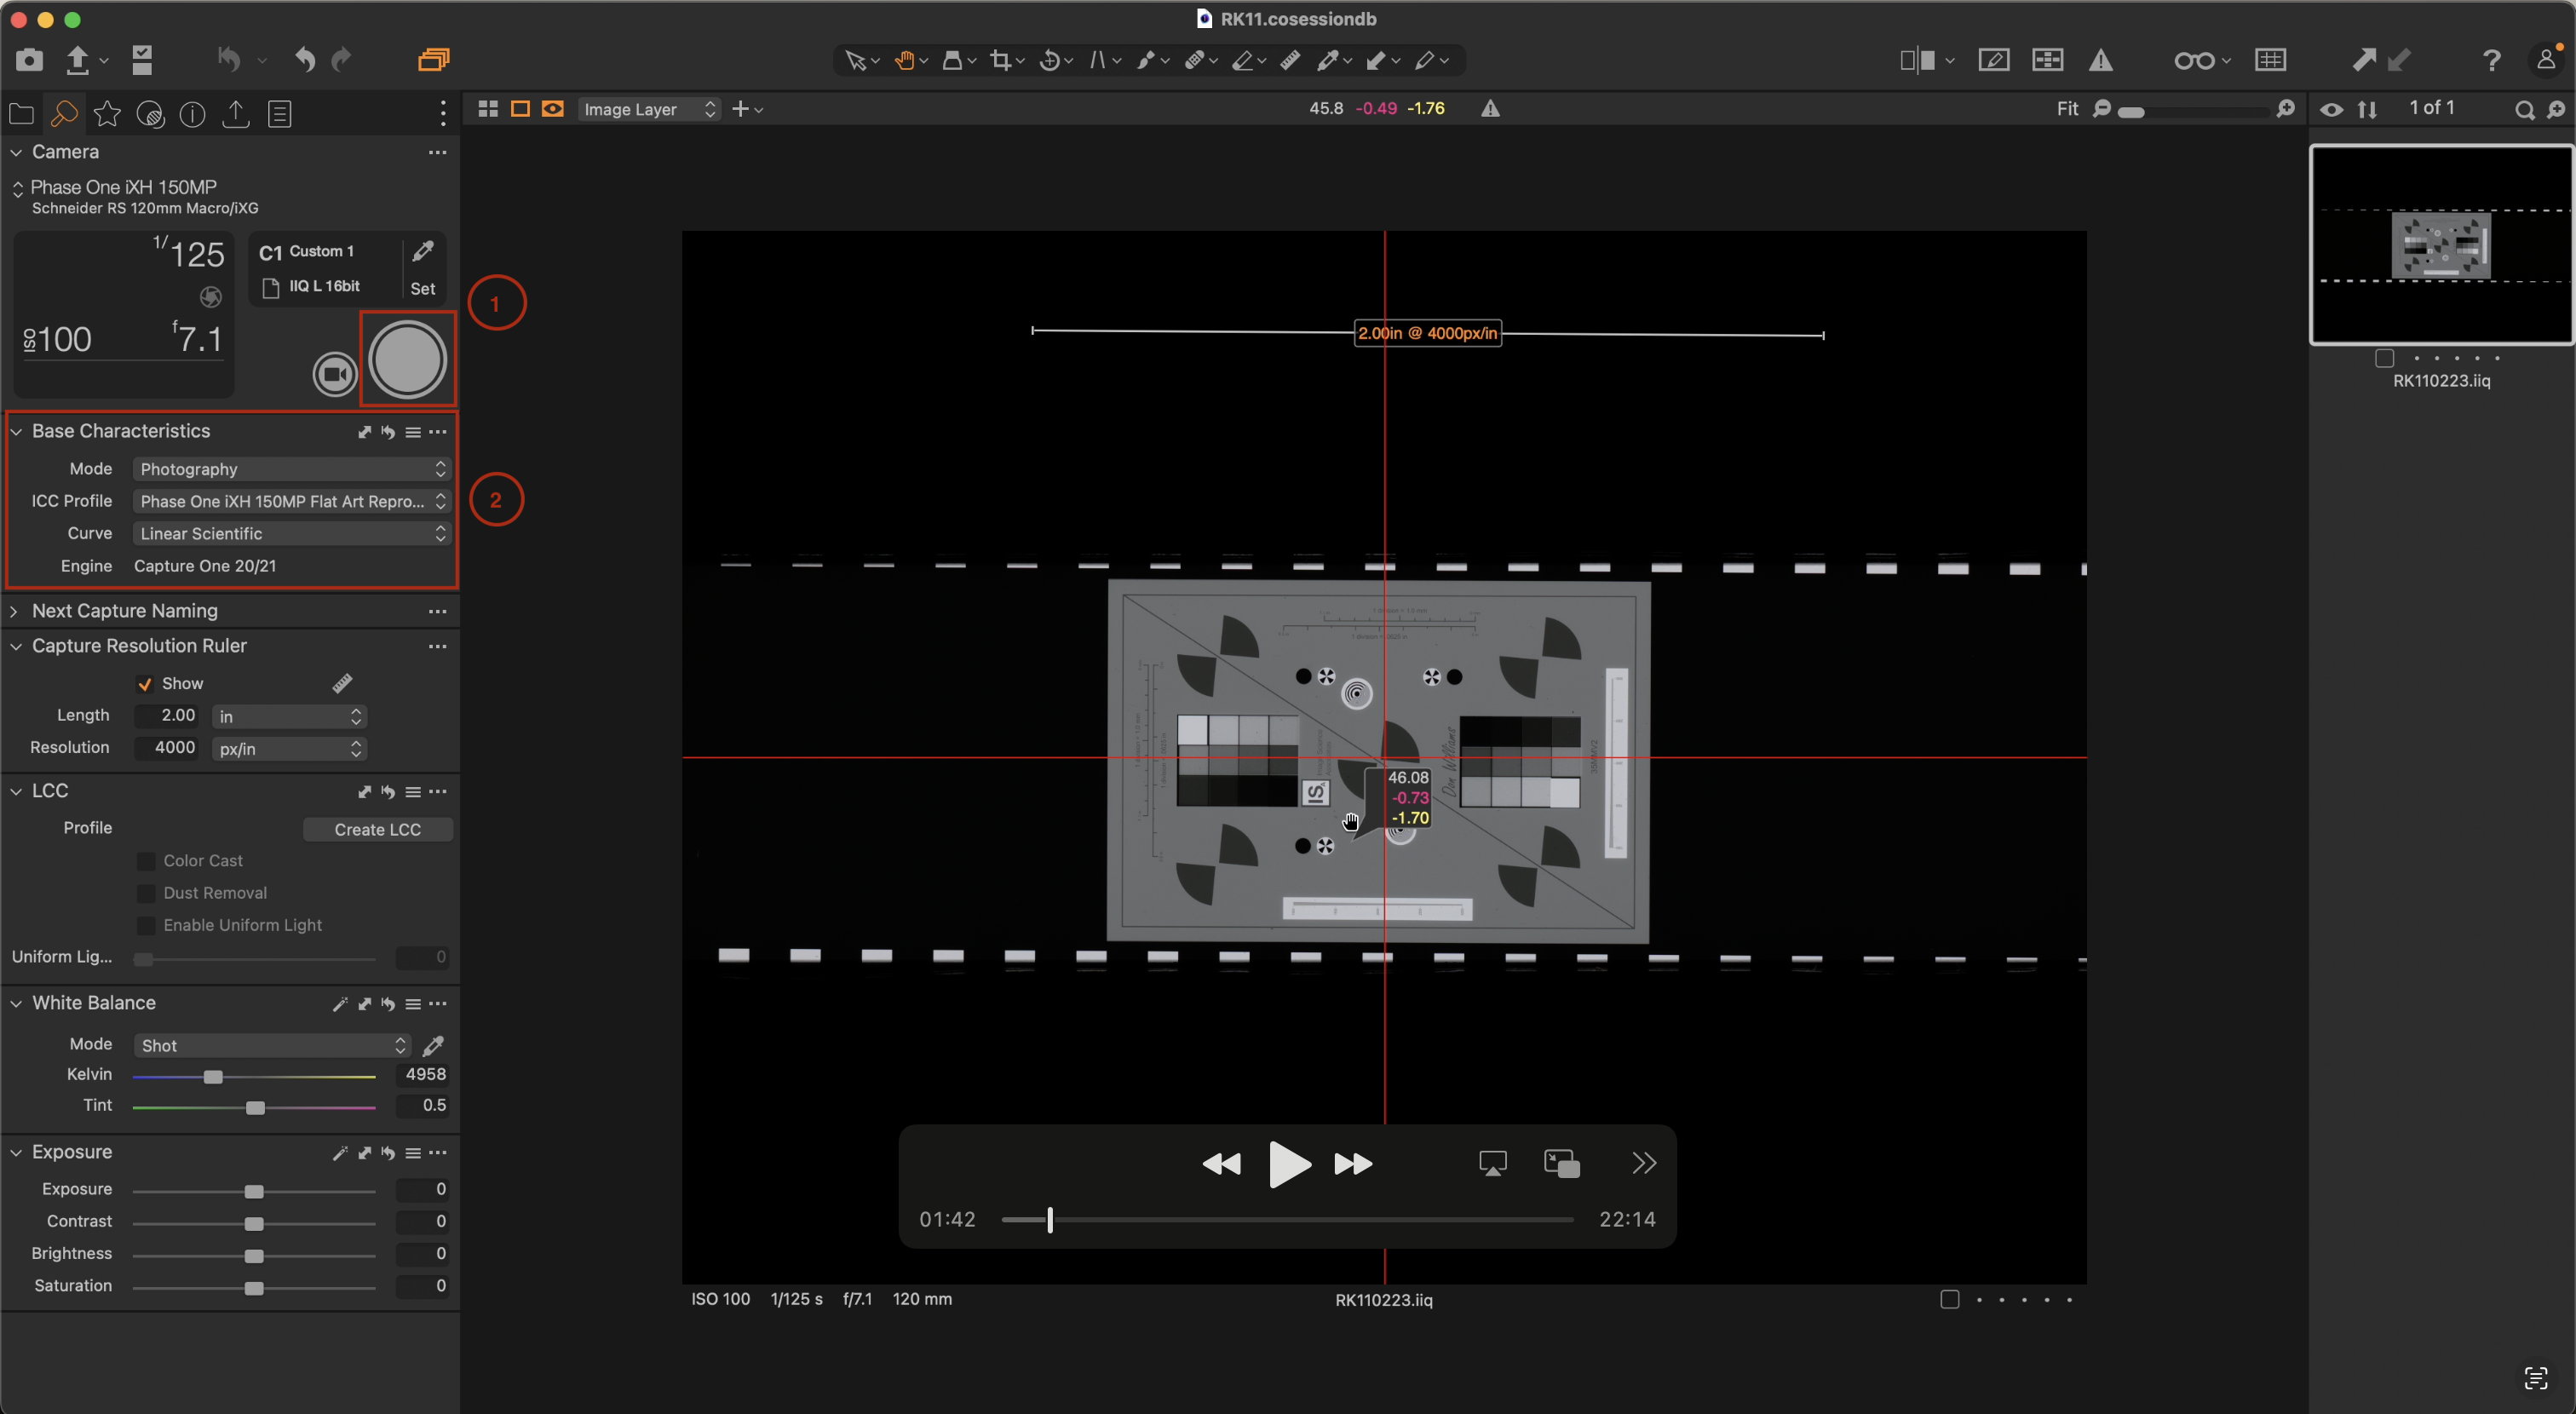 RK11.cosessiondb
Image Layer
45.8 -0.49 -1.76
Fit
1 of 1
Camera
Phase One iXH 150MP
Schneider RS 120mm Macro/iXG
1/125
C1 Custom 1
IIQ L 16bit
Set
ISO 100
f7.1
1
Base Characteristics
Mode Photography
ICC Profile Phase One iXH 150MP Flat Art Repro...
Curve Linear Scientific
Engine Capture One 20/21
2
Next Capture Naming
Capture Resolution Ruler
Show
Length 2.00 in
Resolution 4000 px/in
LCC
Profile Create LCC
Color Cast
Dust Removal
Enable Uniform Light
Uniform Lig... 0
White Balance
Mode Shot
Kelvin 4958
Tint 0.5
Exposure
Exposure 0
Contrast 0
Brightness 0
Saturation 0
2.00in @ 4000px/in
ISA
Don Williams
46.08
-0.73
-1.70
01:42
22:14
ISO 100 1/125 s f/7.1 120 mm
RK110223.iiq
RK110223.iiq